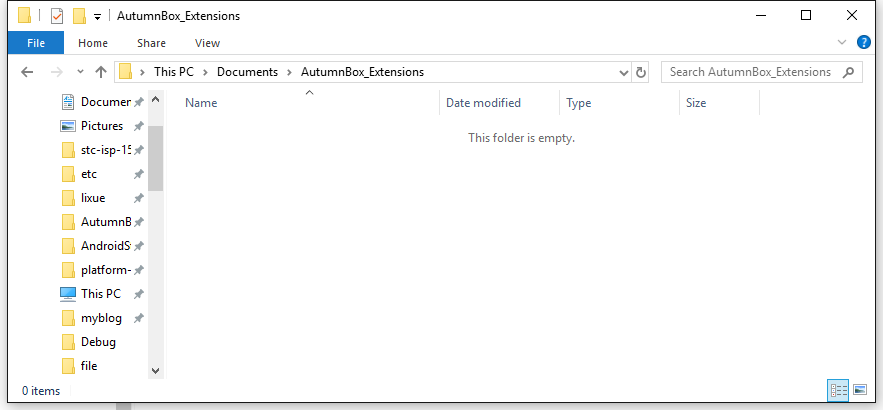 AutumnBox_Extensions
File Home Share View
This PC Documents AutumnBox_Extensions Search AutumnBox_Extensions
Name Date modified Type Size
This folder is empty.
Documen
Pictures
stc-isp-15
etc
lixue
AutumnB
AndroidS
platform-
This PC
myblog
Debug
file
0 items